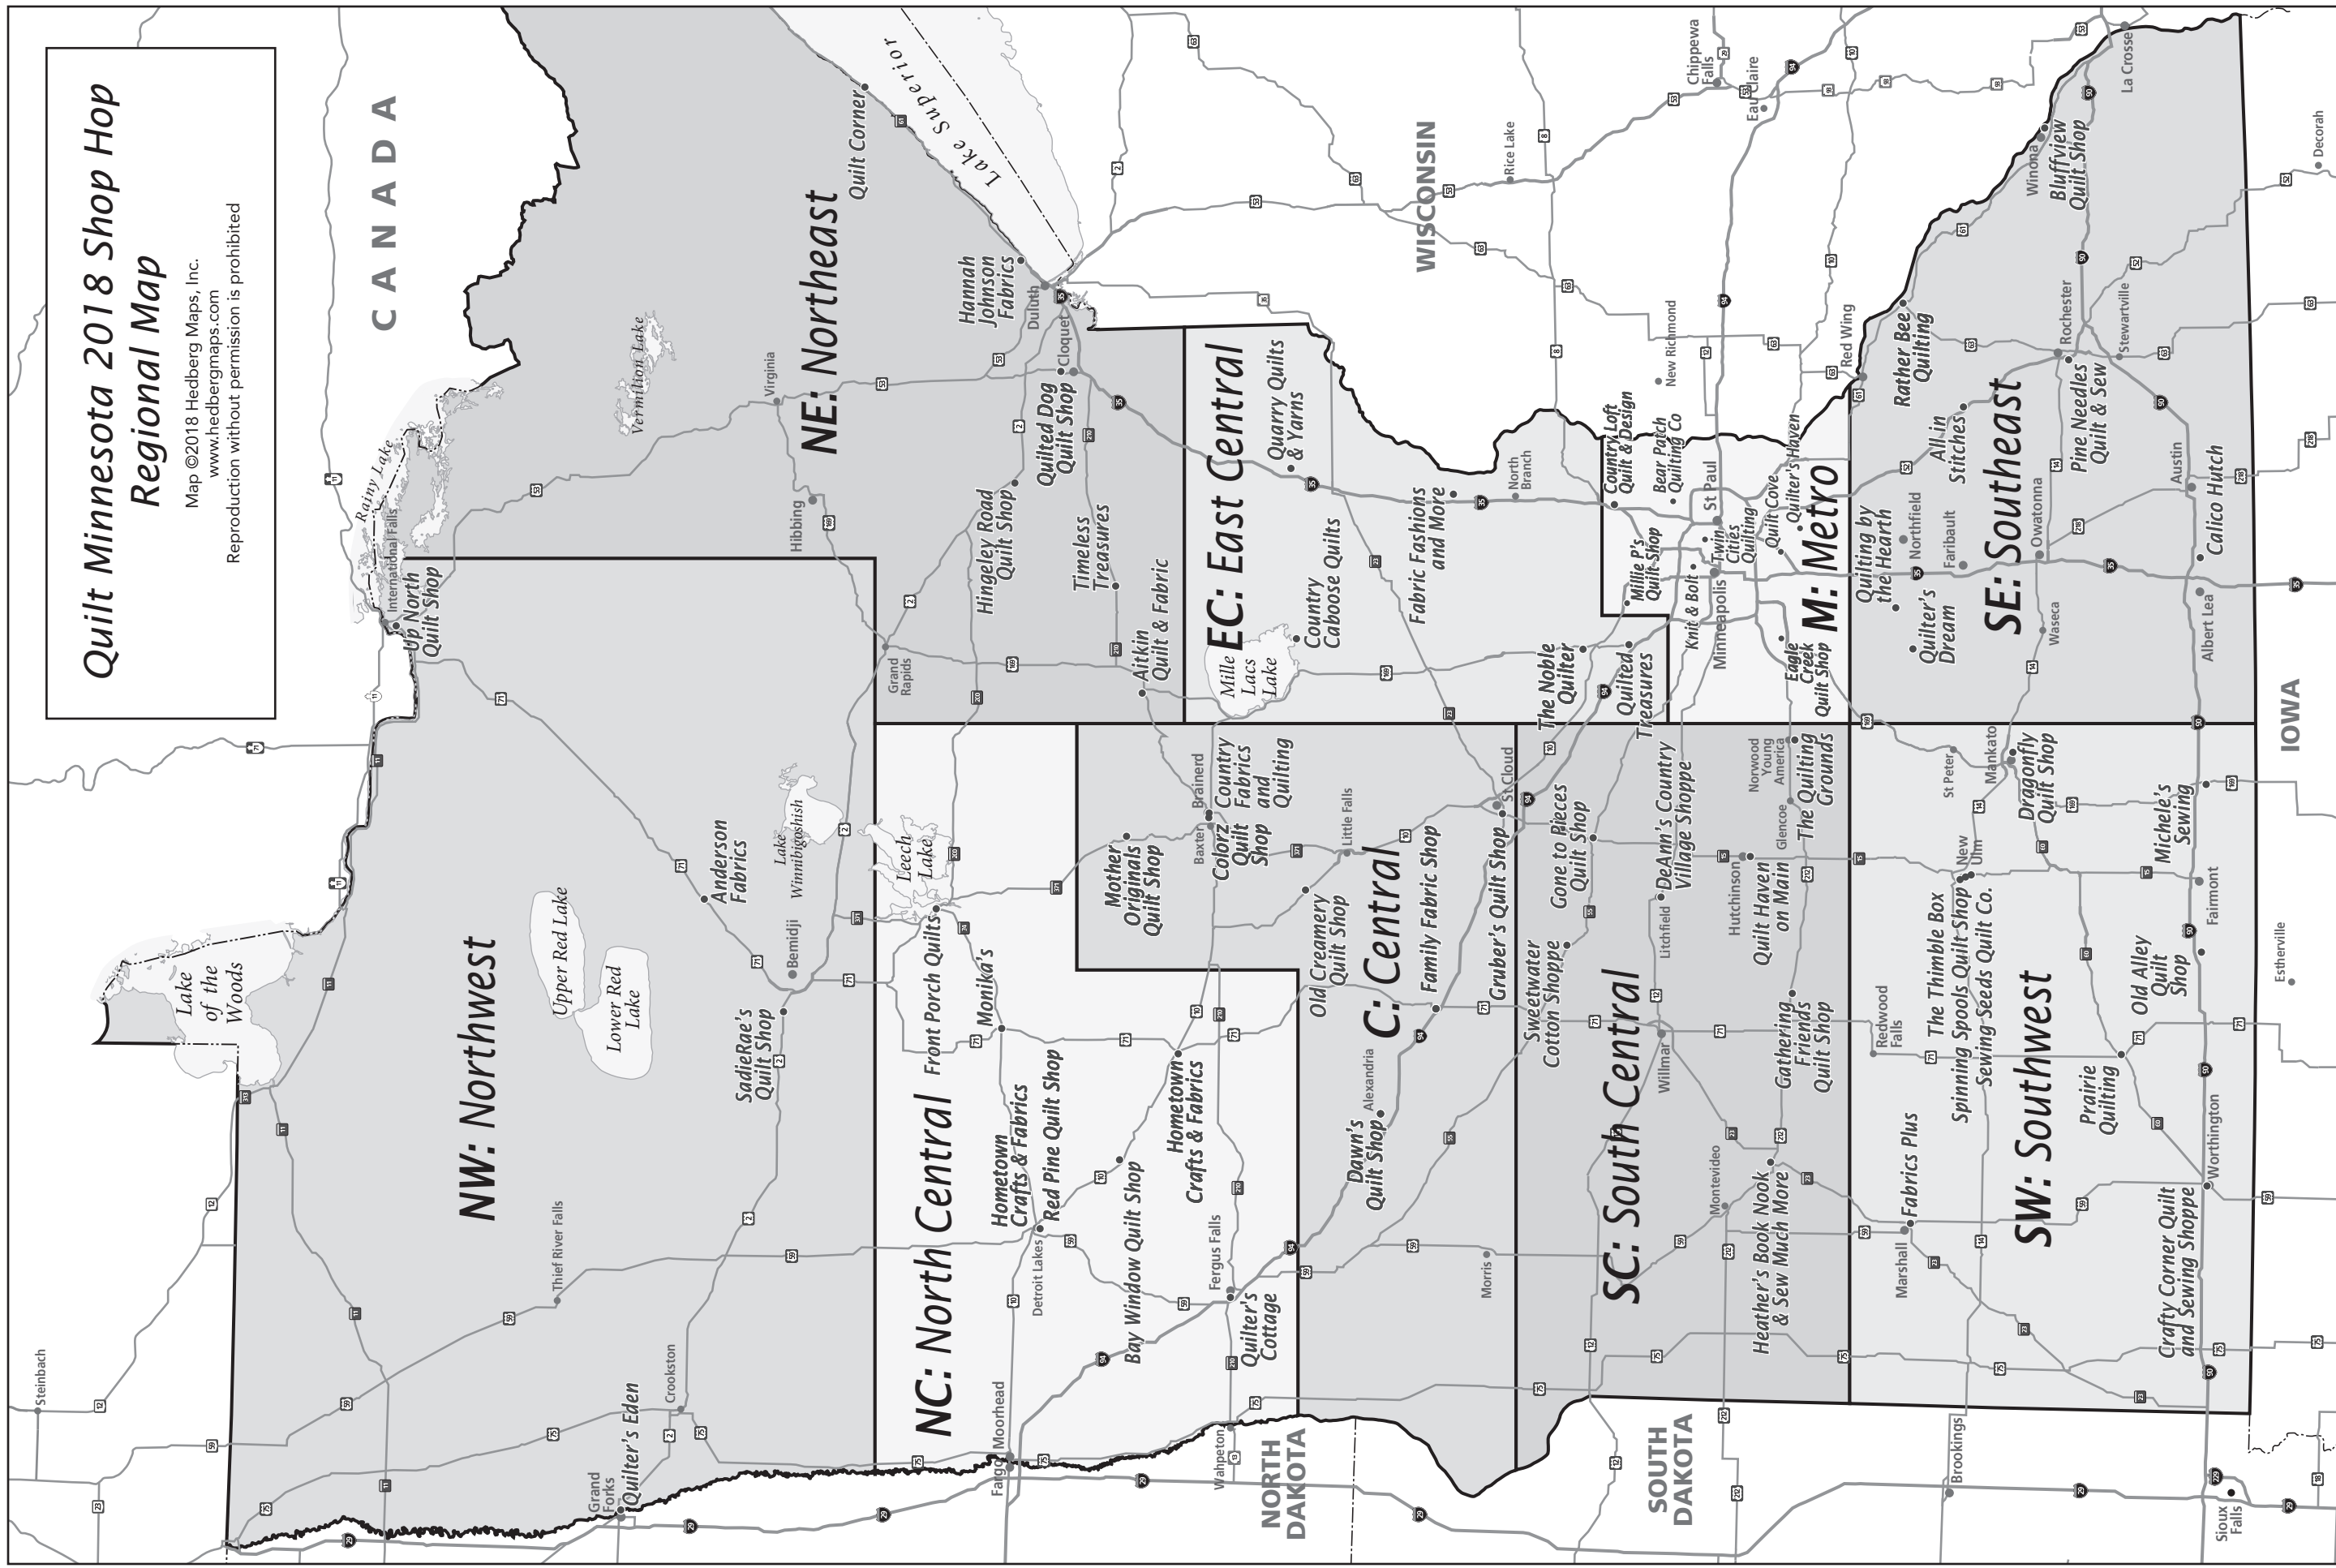 Quilt Minnesota 2018 Shop Hop
Regional Map
Map ©2018 Hedberg Maps, Inc.
www.hedbergmaps.com
Reproduction without permission is prohibited
CANADA
Steinbach
Lake
of the
Woods
Rainy Lake
International Falls
Up North
Quilt Shop
NW: Northwest
Upper Red Lake
Lower Red
Lake
Thief River Falls
Grand
Forks
Quilter's Eden
Crookston
Anderson
Fabrics
Lake
Winnibigoshish
Bemidji
SadieRae's
Quilt Shop
Vermilion Lake
Virginia
NE: Northeast
Hibbing
Quilt Corner
Lake Superior
Grand
Rapids
Hannah
Johnson
Fabrics
Duluth
Cloquet
Quilted Dog
Quilt Shop
Hingeley Road
Quilt Shop
Timeless
Treasures
Aitkin
Quilt & Fabric
Leech
Lake
NC: North Central
Front Porch Quilts
Monika's
Hometown
Crafts & Fabrics
Red Pine Quilt Shop
Detroit Lakes
Fargo
Moorhead
Bay Window Quilt Shop
Hometown
Crafts & Fabrics
Fergus Falls
Quilter's
Cottage
Wahpeton
NORTH
DAKOTA
EC: East Central
Quarry Quilts
& Yarns
Mille
Lacs
Lake
Country
Caboose Quilts
Fabric Fashions
and More
North
Branch
The Noble
Quilter
Quilted
Treasures
Mother
Originals
Quilt Shop
Brainerd
Baxter
Country
Fabrics
and
Quilting
Colorz
Quilt
Shop
Little Falls
Old Creamery
Quilt Shop
C: Central
Family Fabric Shop
St Cloud
Gruber's Quilt Shop
Alexandria
Dawn's
Quilt Shop
Morris
WISCONSIN
Rice Lake
Chippewa
Falls
Eau Claire
New Richmond
Country Loft
Quilt & Design
Bear Patch
Quilting Co
Millie P's
Quilt Shop
St Paul
Twin
Cities
Quilting
Knit & Bolt
Minneapolis
Quilt Cove
Quilter's Haven
Eagle
Creek
Quilt Shop
M: Metro
Gone to Pieces
Quilt Shop
Sweetwater
Cotton Shoppe
SC: South Central
DeAnn's Country
Village Shoppe
Litchfield
Willmar
Hutchinson
Quilt Haven
on Main
Norwood
Young
America
Glencoe
The Quilting
Grounds
Gathering
Friends
Quilt Shop
Montevideo
Heather's Book Nook
& Sew Much More
SOUTH
DAKOTA
Red Wing
Rather Bee
Quilting
All in
Stitches
Quilting by
the Hearth
Northfield
Quilter's
Dream
Faribault
SE: Southeast
Owatonna
Waseca
Rochester
Pine Needles
Quilt & Sew
Stewartville
Winona
Bluffview
Quilt Shop
La Crosse
Austin
Calico Hutch
Albert Lea
Decorah
Redwood
Falls
St Peter
Mankato
Dragonfly
Quilt Shop
New
Ulm
The Thimble Box
Spinning Spools Quilt Shop
Sewing Seeds Quilt Co.
SW: Southwest
Marshall
Fabrics Plus
Prairie
Quilting
Old Alley
Quilt
Shop
Michele's
Sewing
Fairmont
Worthington
Crafty Corner Quilt
and Sewing Shoppe
Brookings
Sioux
Falls
Estherville
IOWA